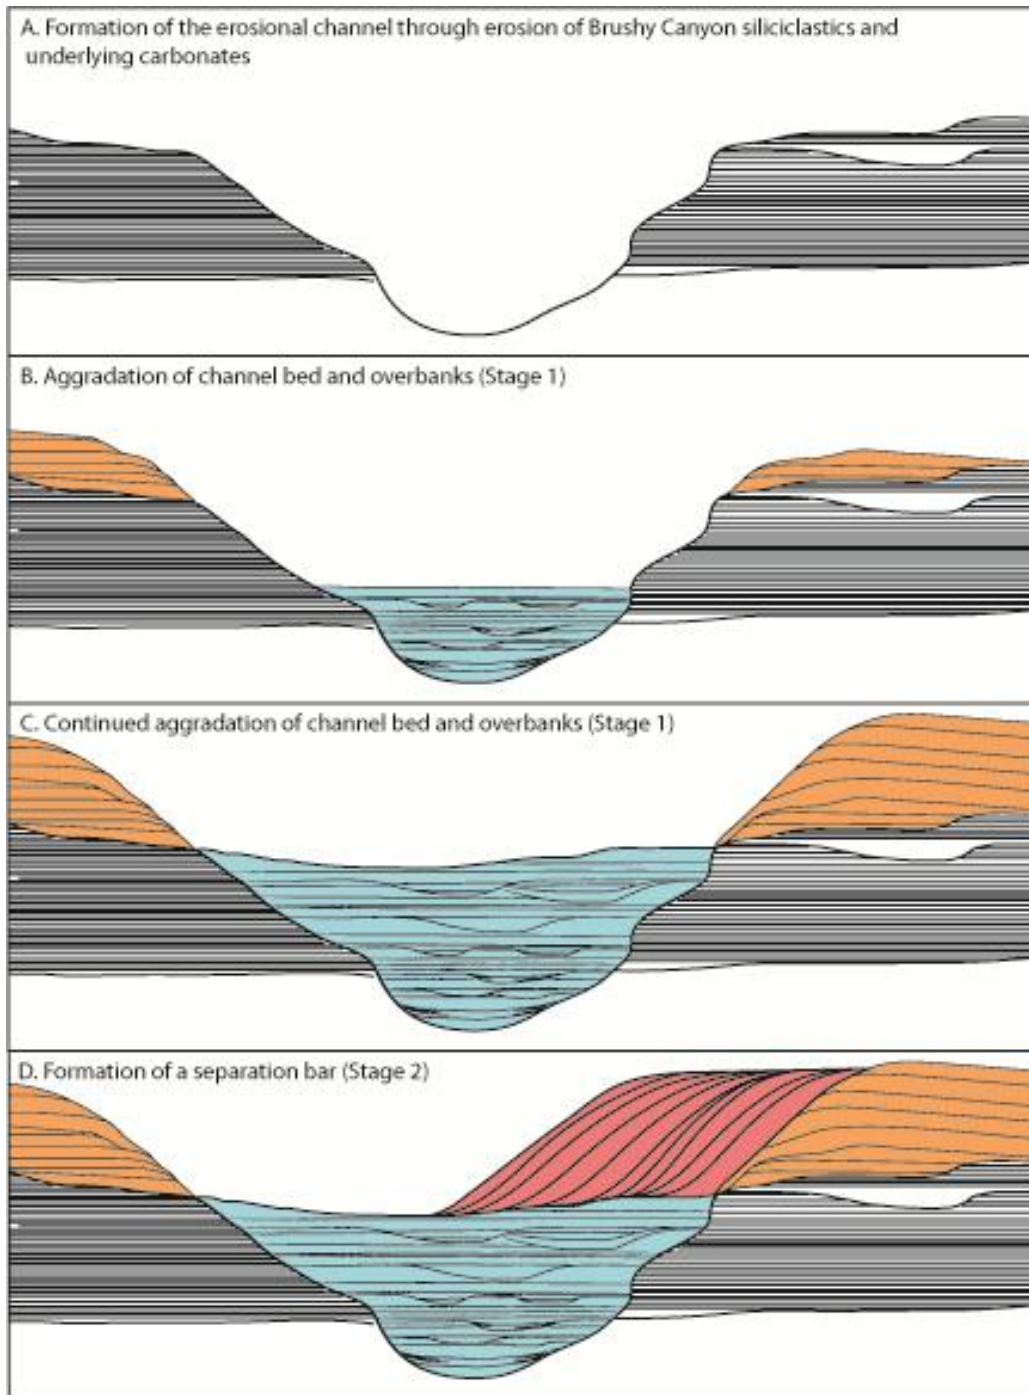 A. Formation of the erosional channel through erosion of Brushy Canyon siliciclastics and
underlying carbonates
B. Aggradation of channel bed and overbanks (Stage 1)
C. Continued aggradation of channel bed and overbanks (Stage 1)
D. Formation of a separation bar (Stage 2)